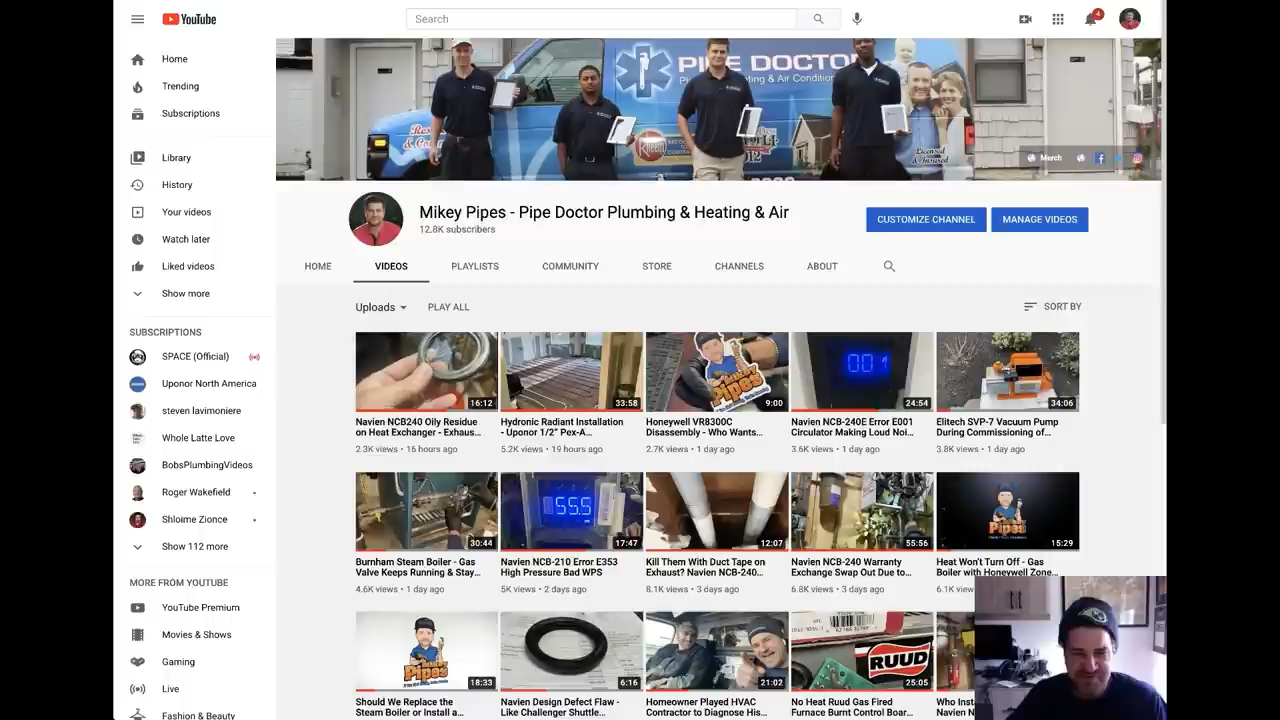 YouTube
Search
4
Home
Trending
Subscriptions
Library
History
Your videos
Watch later
Liked videos
Show more
SUBSCRIPTIONS
SPACE (Official)
Uponor North America
steven lavimoniere
Whole Latte Love
BobsPlumbingVideos
Roger Wakefield
Shloime Zionce
Show 112 more
MORE FROM YOUTUBE
YouTube Premium
Movies & Shows
Gaming
Live
Fashion & Beauty
PIPE DOCTOR
Rheem
Licensed
& Insured
Merch
Mikey Pipes - Pipe Doctor Plumbing & Heating & Air
12.8K subscribers
CUSTOMIZE CHANNEL
MANAGE VIDEOS
HOME
VIDEOS
PLAYLISTS
COMMUNITY
STORE
CHANNELS
ABOUT
Uploads
PLAY ALL
SORT BY
16:12
Navien NCB240 Oily Residue
on Heat Exchanger - Exhaus...
2.3K views • 16 hours ago
33:58
Hydronic Radiant Installation
- Uponor 1/2" Pex-A...
5.2K views • 19 hours ago
Pipes
9:00
Honeywell VR8300C
Disassembly - Who Wants...
2.7K views • 1 day ago
001
24:54
Navien NCB-240E Error E001
Circulator Making Loud Noi...
3.6K views • 1 day ago
34:06
Elitech SVP-7 Vacuum Pump
During Commissioning of...
3.8K views • 1 day ago
30:44
Burnham Steam Boiler - Gas
Valve Keeps Running & Stay...
4.6K views • 1 day ago
555
17:47
Navien NCB-210 Error E353
High Pressure Bad WPS
5K views • 2 days ago
12:07
Kill Them With Duct Tape on
Exhaust? Navien NCB-240...
8.1K views • 3 days ago
55:56
Navien NCB-240 Warranty
Exchange Swap Out Due to...
6.8K views • 3 days ago
Pipes
15:29
Heat Won't Turn Off - Gas
Boiler with Honeywell Zone...
6.1K views
18:33
Should We Replace the
Steam Boiler or Install a...
6:16
Navien Design Defect Flaw -
Like Challenger Shuttle...
21:02
Homeowner Played HVAC
Contractor to Diagnose His...
RUUD
25:05
No Heat Ruud Gas Fired
Furnace Burnt Control Boar...
Navien N